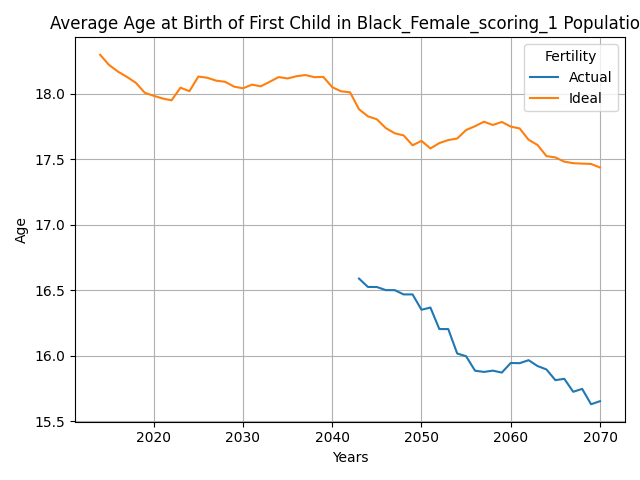 Average Age at Birth of First Child in Black_Female_scoring_1 Populatio
Fertility
Actual
Ideal
Age
18.0
17.5
17.0
16.5
16.0
15.5
2020 2030 2040 2050 2060 2070
Years